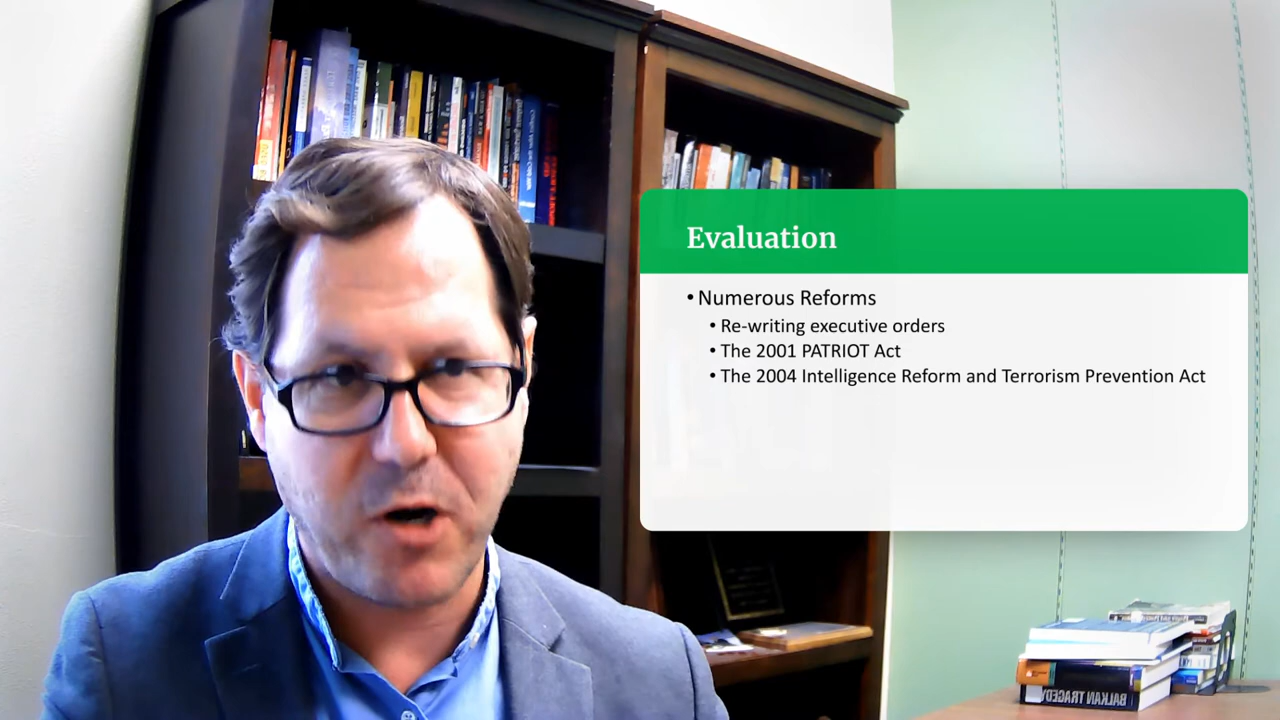 Evaluation
• Numerous Reforms
• Re-writing executive orders
• The 2001 PATRIOT Act
• The 2004 Intelligence Reform and Terrorism Prevention Act
BALKAN TRAGEDY